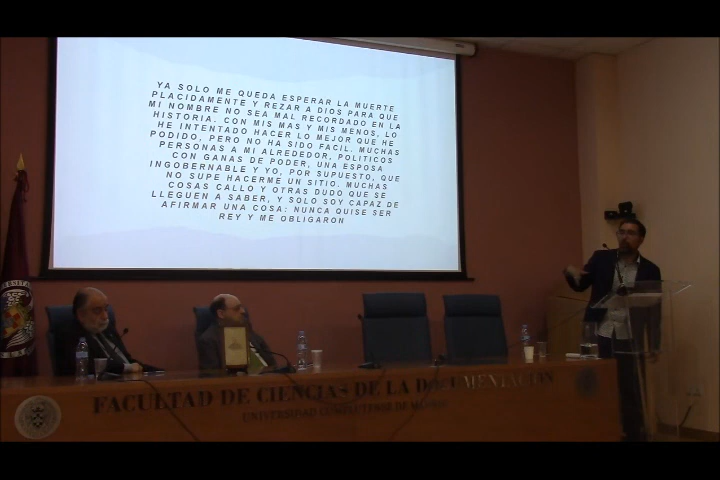 YA SOLO ME QUEDA ESPERAR LA MUERTE
PLACIDAMENTE Y REZAR A DIOS PARA QUE
MI NOMBRE NO SEA MAL RECORDADO EN LA
HISTORIA. CON MIS MAS Y MIS MENOS, LO
HE INTENTADO HACER LO MEJOR QUE HE
PODIDO, PERO NO HA SIDO FACIL. MUCHAS
PERSONAS A MI ALREDEDOR, POLITICOS
CON GANAS DE PODER, UNA ESPOSA
INGOBERNABLE Y YO, POR SUPUESTO, QUE
NO SUPE HACERME UN SITIO. MUCHAS
COSAS CALLO Y OTRAS DUDO QUE SE
LLEGUEN A SABER, Y SOLO SOY CAPAZ DE
AFIRMAR UNA COSA: NUNCA QUISE SER
REY Y ME OBLIGARON
FACULTAD DE CIENCIAS DE LA DOCUMENTACIÓN
UNIVERSIDAD COMPLUTENSE DE MADRID